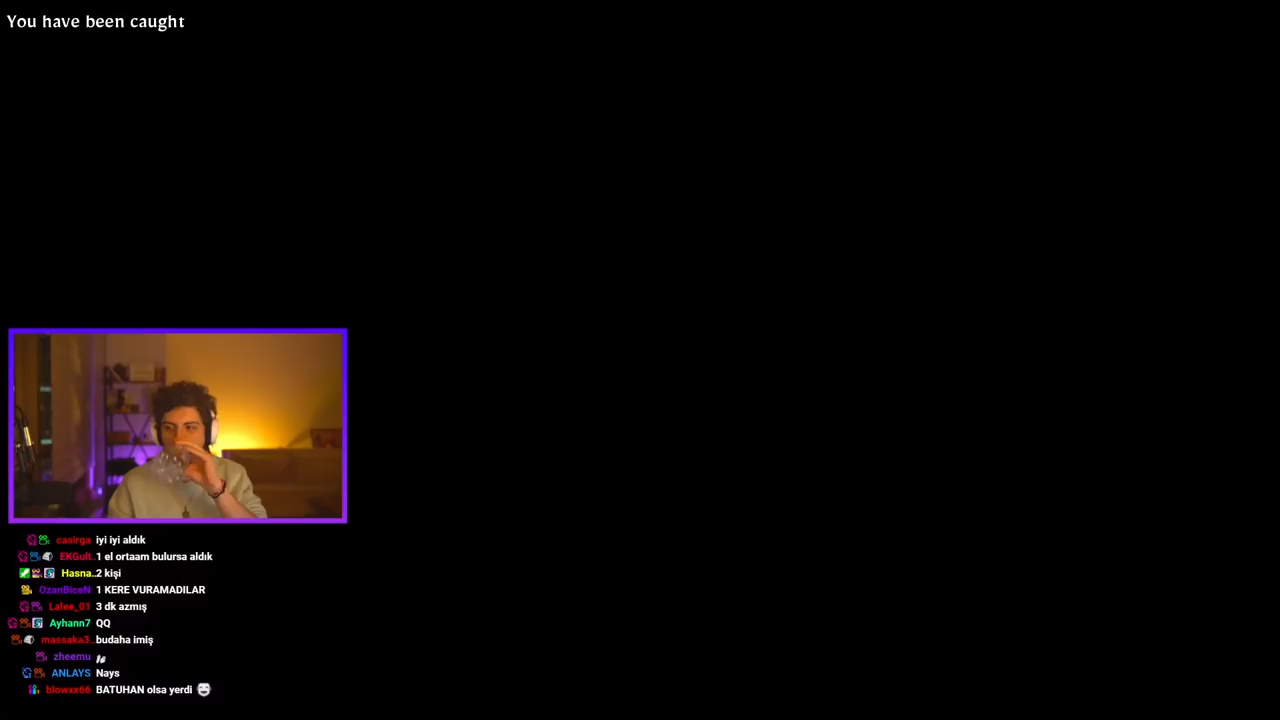 You have been caught
casirga iyi iyi aldık
EKGult.. 1 el ortaam bulursa aldık
Hasna.. 2 kişi
OzanBiceN 1 KERE VURAMADILAR
Lalee_01 3 dk azmış
Ayhann7 QQ
massaka3.. budaha imiş
zheemu
ANLAYS Nays
blowxx66 BATUHAN olsa yerdi